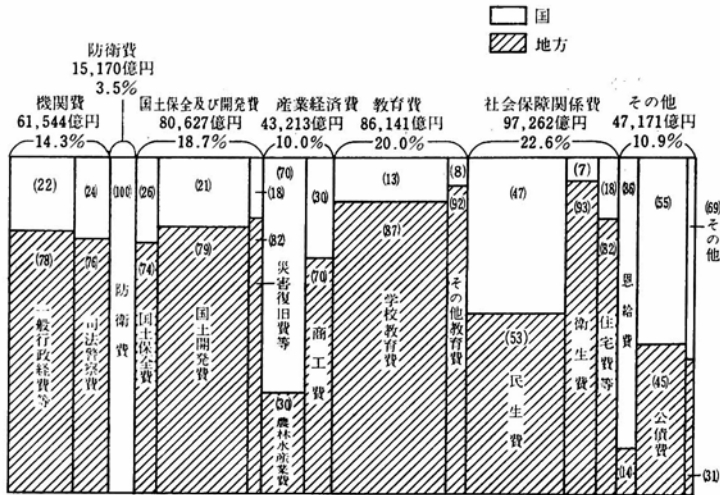 国
地方
防衛費
15,170億円
3.5%
機関費
61,544億円
14.3%
国土保全及び開発費
80,627億円
18.7%
産業経済費
43,213億円
10.0%
教育費
86,141億円
20.0%
社会保障関係費
97,262億円
22.6%
その他
47,171億円
10.9%
(22)
(78)
一般行政経費等
(24)
(76)
司法警察費
(100)
防衛費
(26)
(74)
国土保全費
(21)
(79)
国土開発費
(18)
(82)
災害復旧費等
(70)
(30)
農林水産業費
(30)
(70)
商工費
(13)
(87)
学校教育費
(8)
(92)
その他教育費
(47)
(53)
民生費
(7)
(93)
衛生費
(18)
(82)
住宅費等
(86)
恩給費
(14)
(55)
(45)
公債費
(69)
その他
(31)